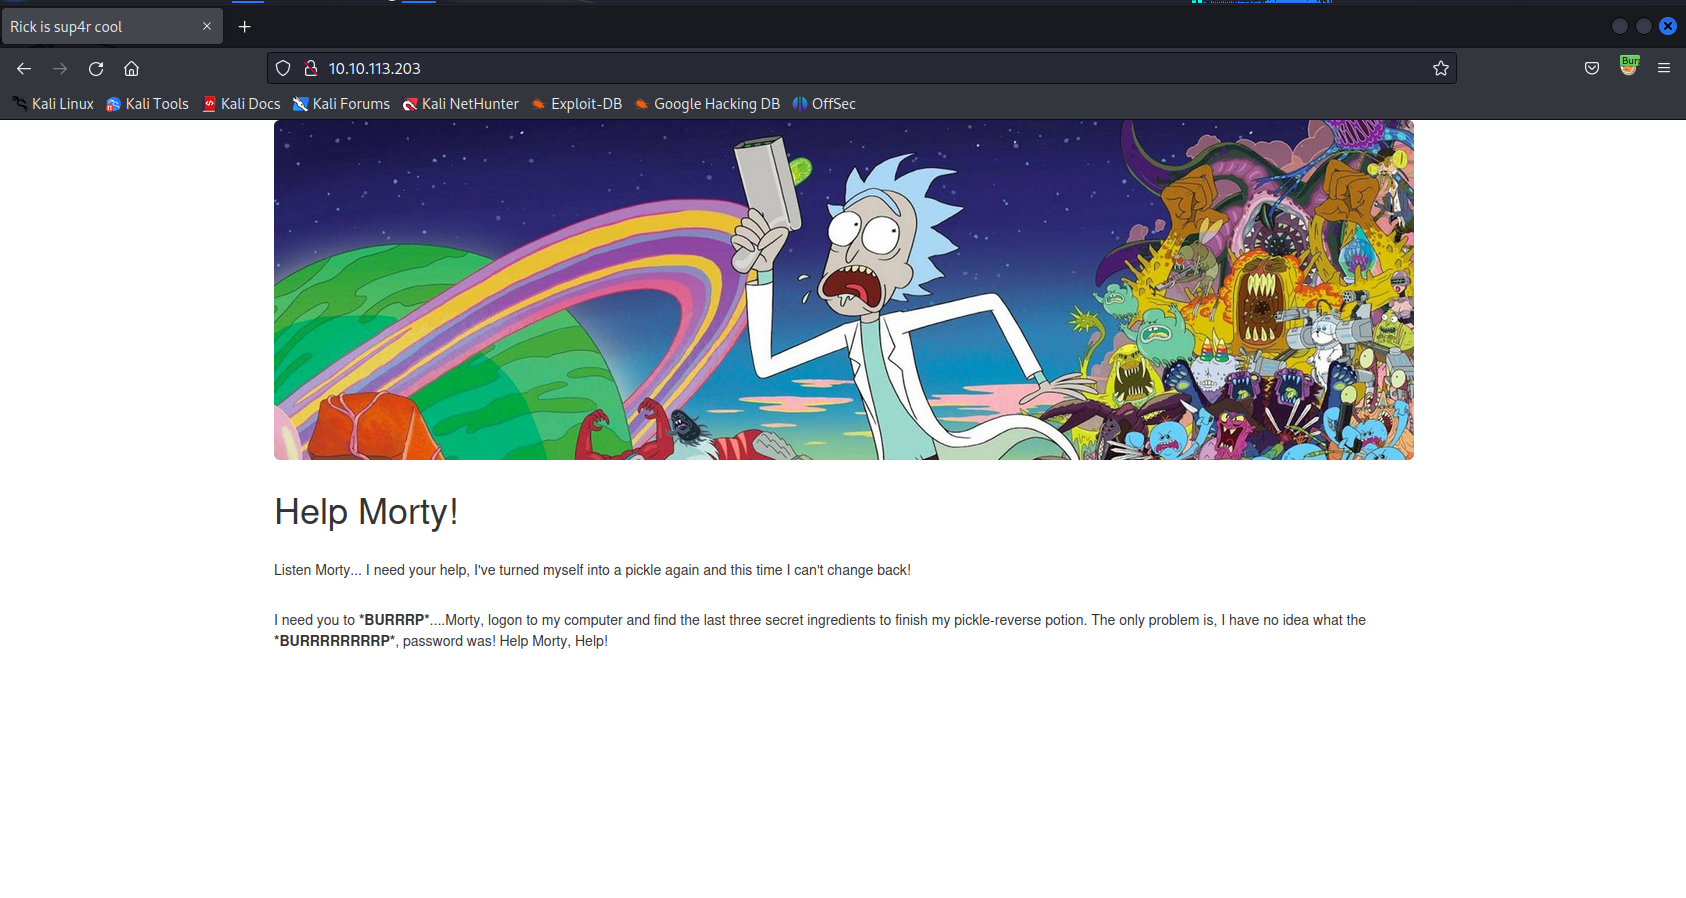 Rick is sup4r cool
10.10.113.203
Bur
Kali Linux Kali Tools Kali Docs Kali Forums Kali NetHunter Exploit-DB Google Hacking DB OffSec
Help Morty!
Listen Morty... I need your help, I've turned myself into a pickle again and this time I can't change back!
I need you to *BURRRP*....Morty, logon to my computer and find the last three secret ingredients to finish my pickle-reverse potion. The only problem is, I have no idea what the
*BURRRRRRRRP*, password was! Help Morty, Help!